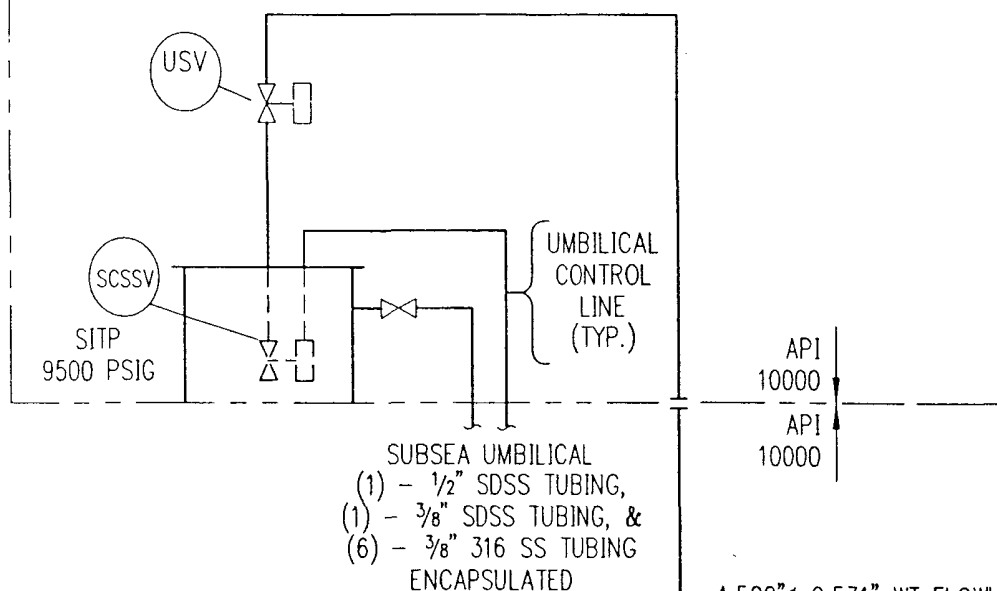 USV
SCSSV
SITP
9500 PSIG
UMBILICAL
CONTROL
LINE
(TYP.)
API
10000
API
10000
SUBSEA UMBILICAL
(1) – 1/2" SDSS TUBING,
(1) – 3/8" SDSS TUBING, &
(6) – 3/8" 316 SS TUBING
ENCAPSULATED
WT